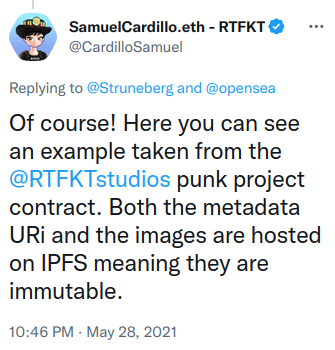 SamuelCardillo.eth - RTFKT
@CardilloSamuel
Replying to @Struneberg and @opensea
Of course! Here you can see
an example taken from the
@RTFKTstudios punk project
contract. Both the metadata
URi and the images are hosted
on IPFS meaning they are
immutable.
10:46 PM · May 28, 2021